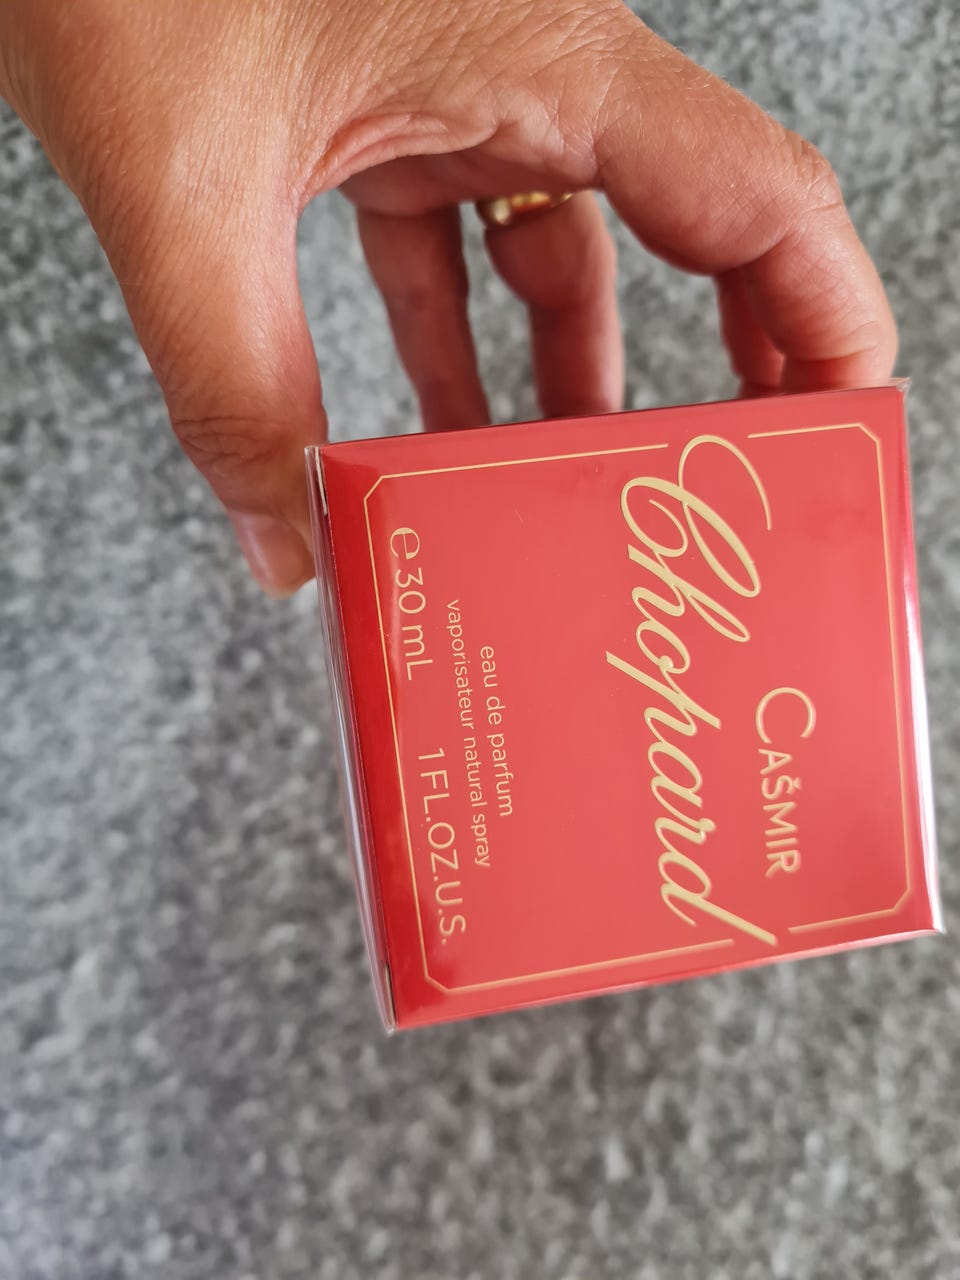 CAŠMIR
Chopard
eau de parfum
vaporisateur natural spray
e 30 mL 1 FL.OZ.U.S.